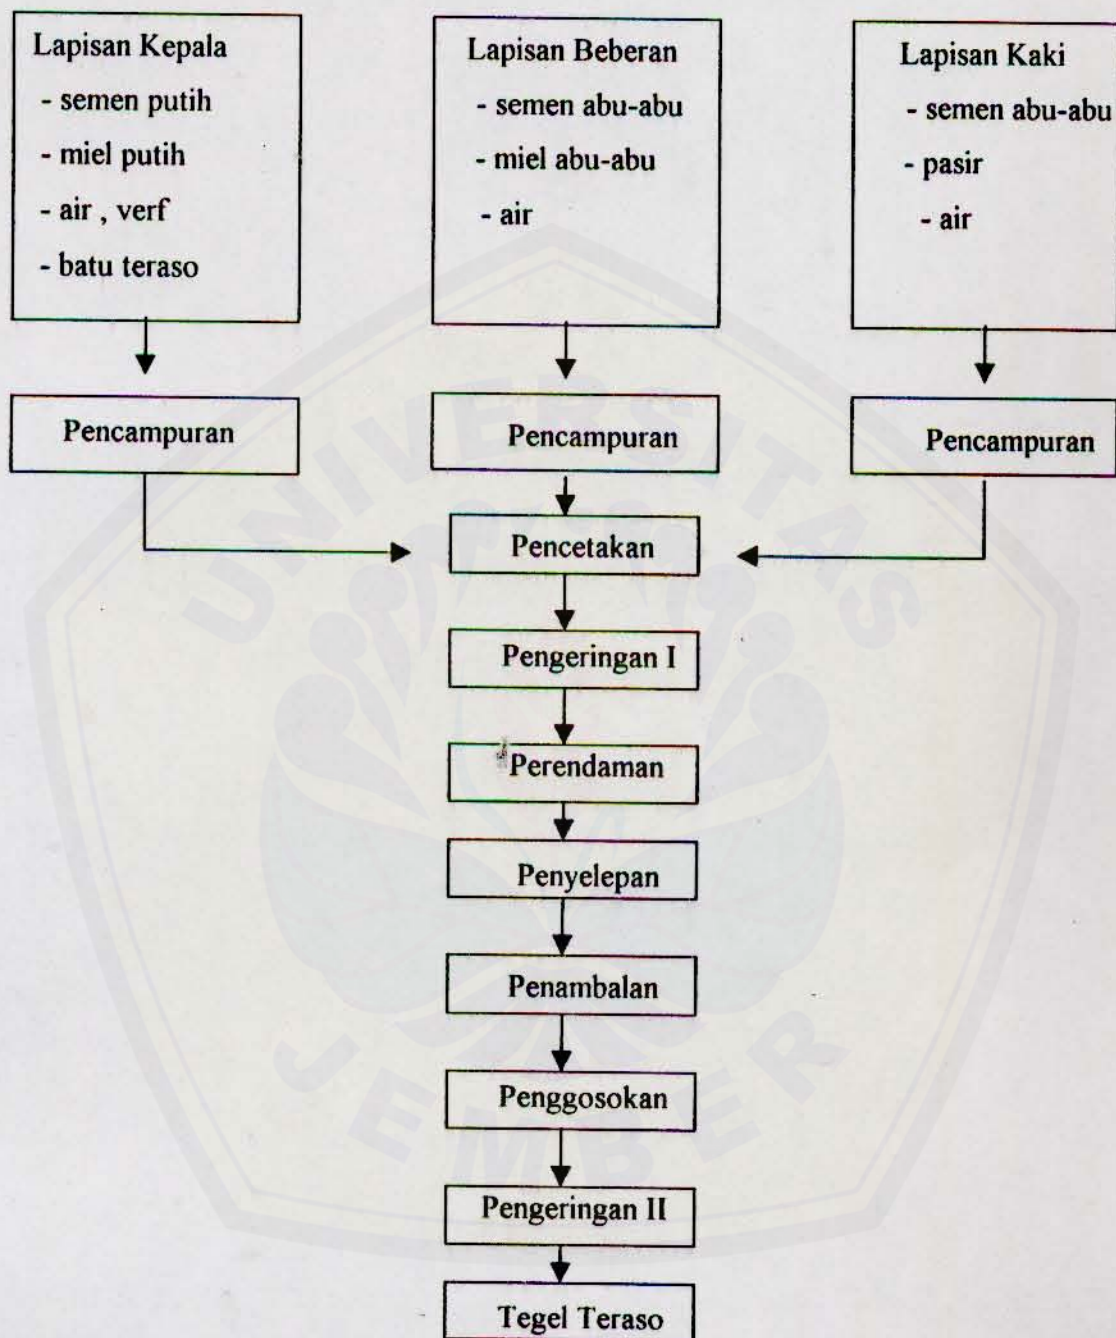 Lapisan Kepala
- semen putih
- miel putih
- air , verf
- batu teraso
Lapisan Beberan
- semen abu-abu
- miel abu-abu
- air
Lapisan Kaki
- semen abu-abu
- pasir
- air
Pencampuran
Pencampuran
Pencampuran
Pencetakan
Pengeringan I
Perendaman
Penyelepan
Penambalan
Penggosokan
Pengeringan II
Tegel Teraso
UNIVERSITAS
JEMBER